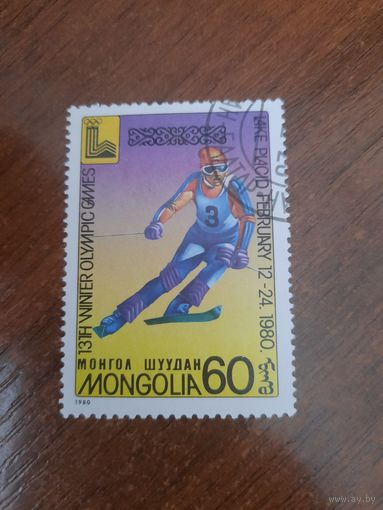 13TH WINTER OLYMPIC GAMES
LAKE PLACID FEBRUARY 12-24. 1980.
3
МОНГОЛ ШУУДАН
MONGOLIA 60
1980
www.ay.by